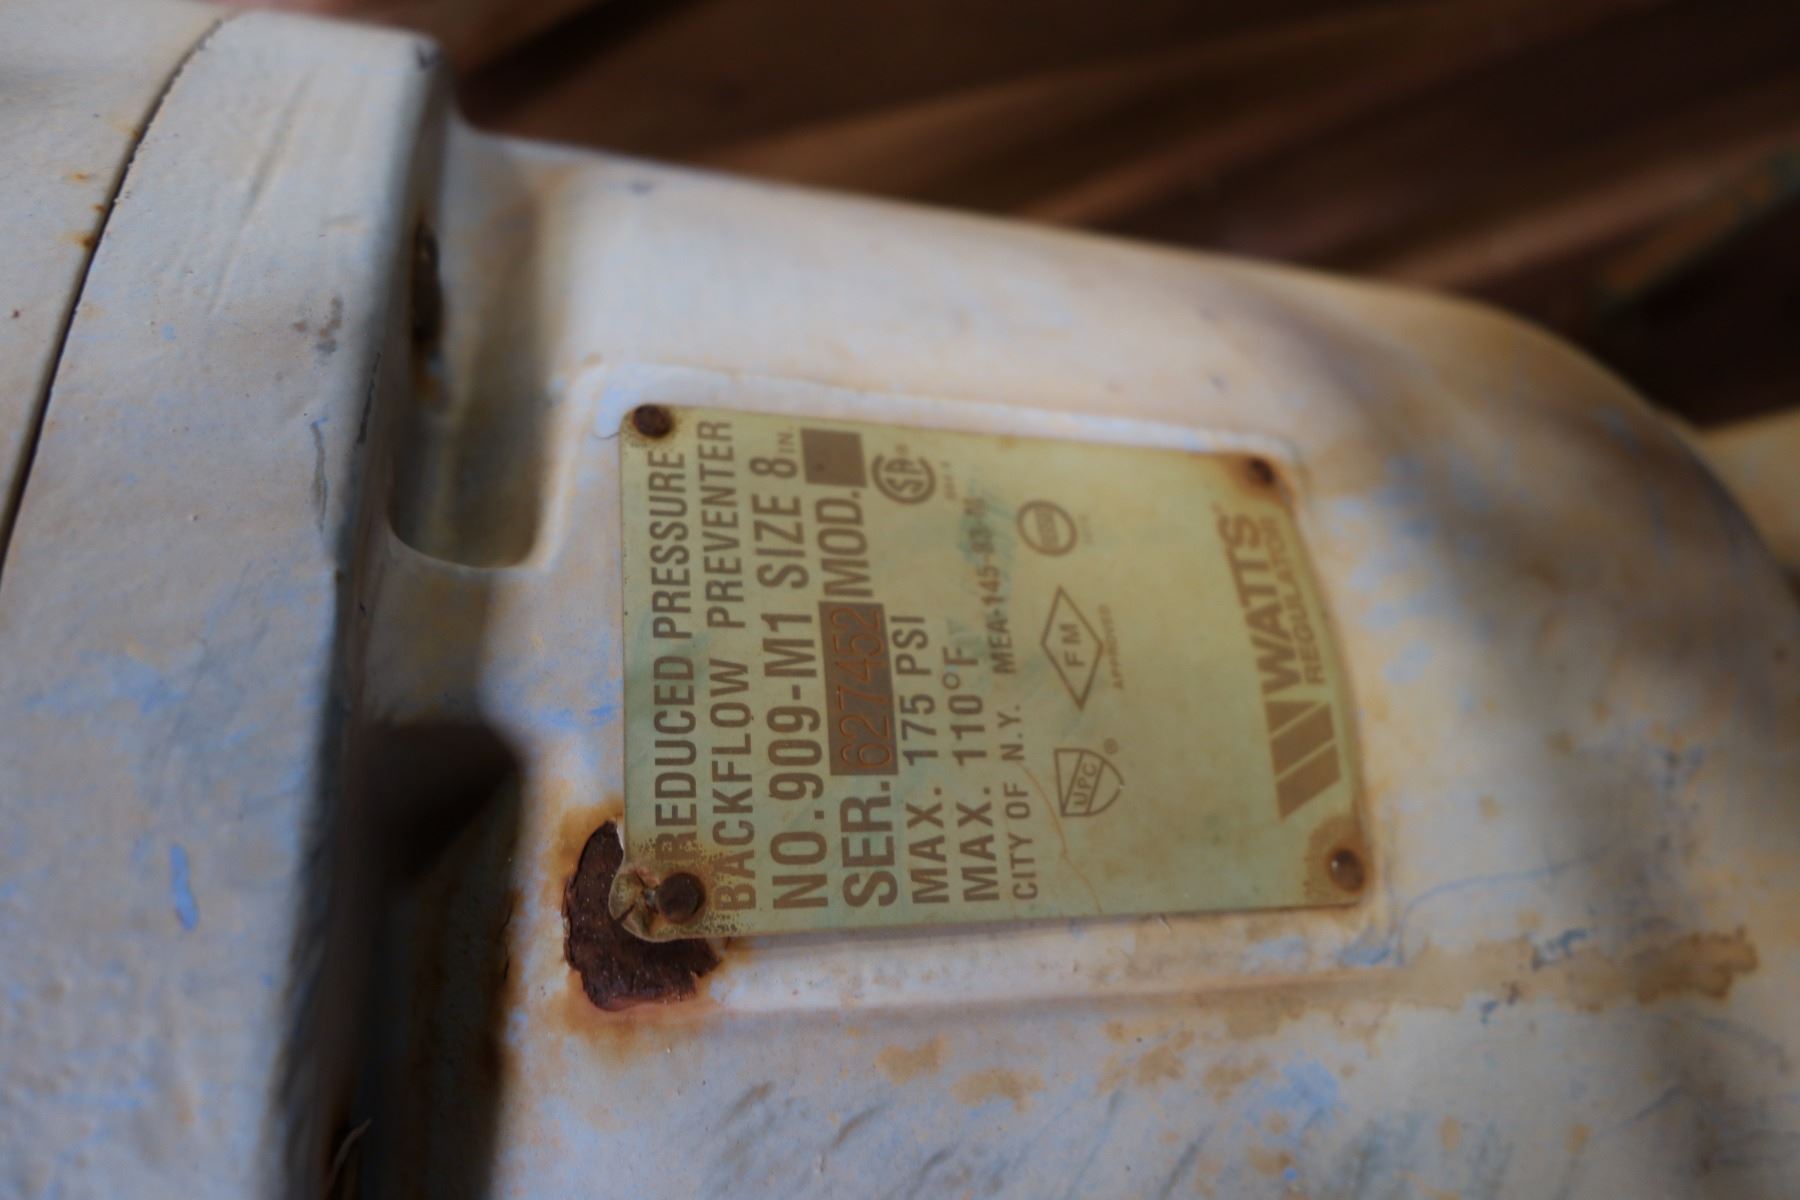 REDUCED PRESSURE
BACKFLOW PREVENTER
NO. 909-M1 SIZE 8 IN.
SER. 627452 MOD.
MAX. 175 PSI
MAX. 110°F
CITY OF N.Y. MEA-145-83-M
UPC ®
FM
APPROVED
SA ®
WATTS®
REGULATOR